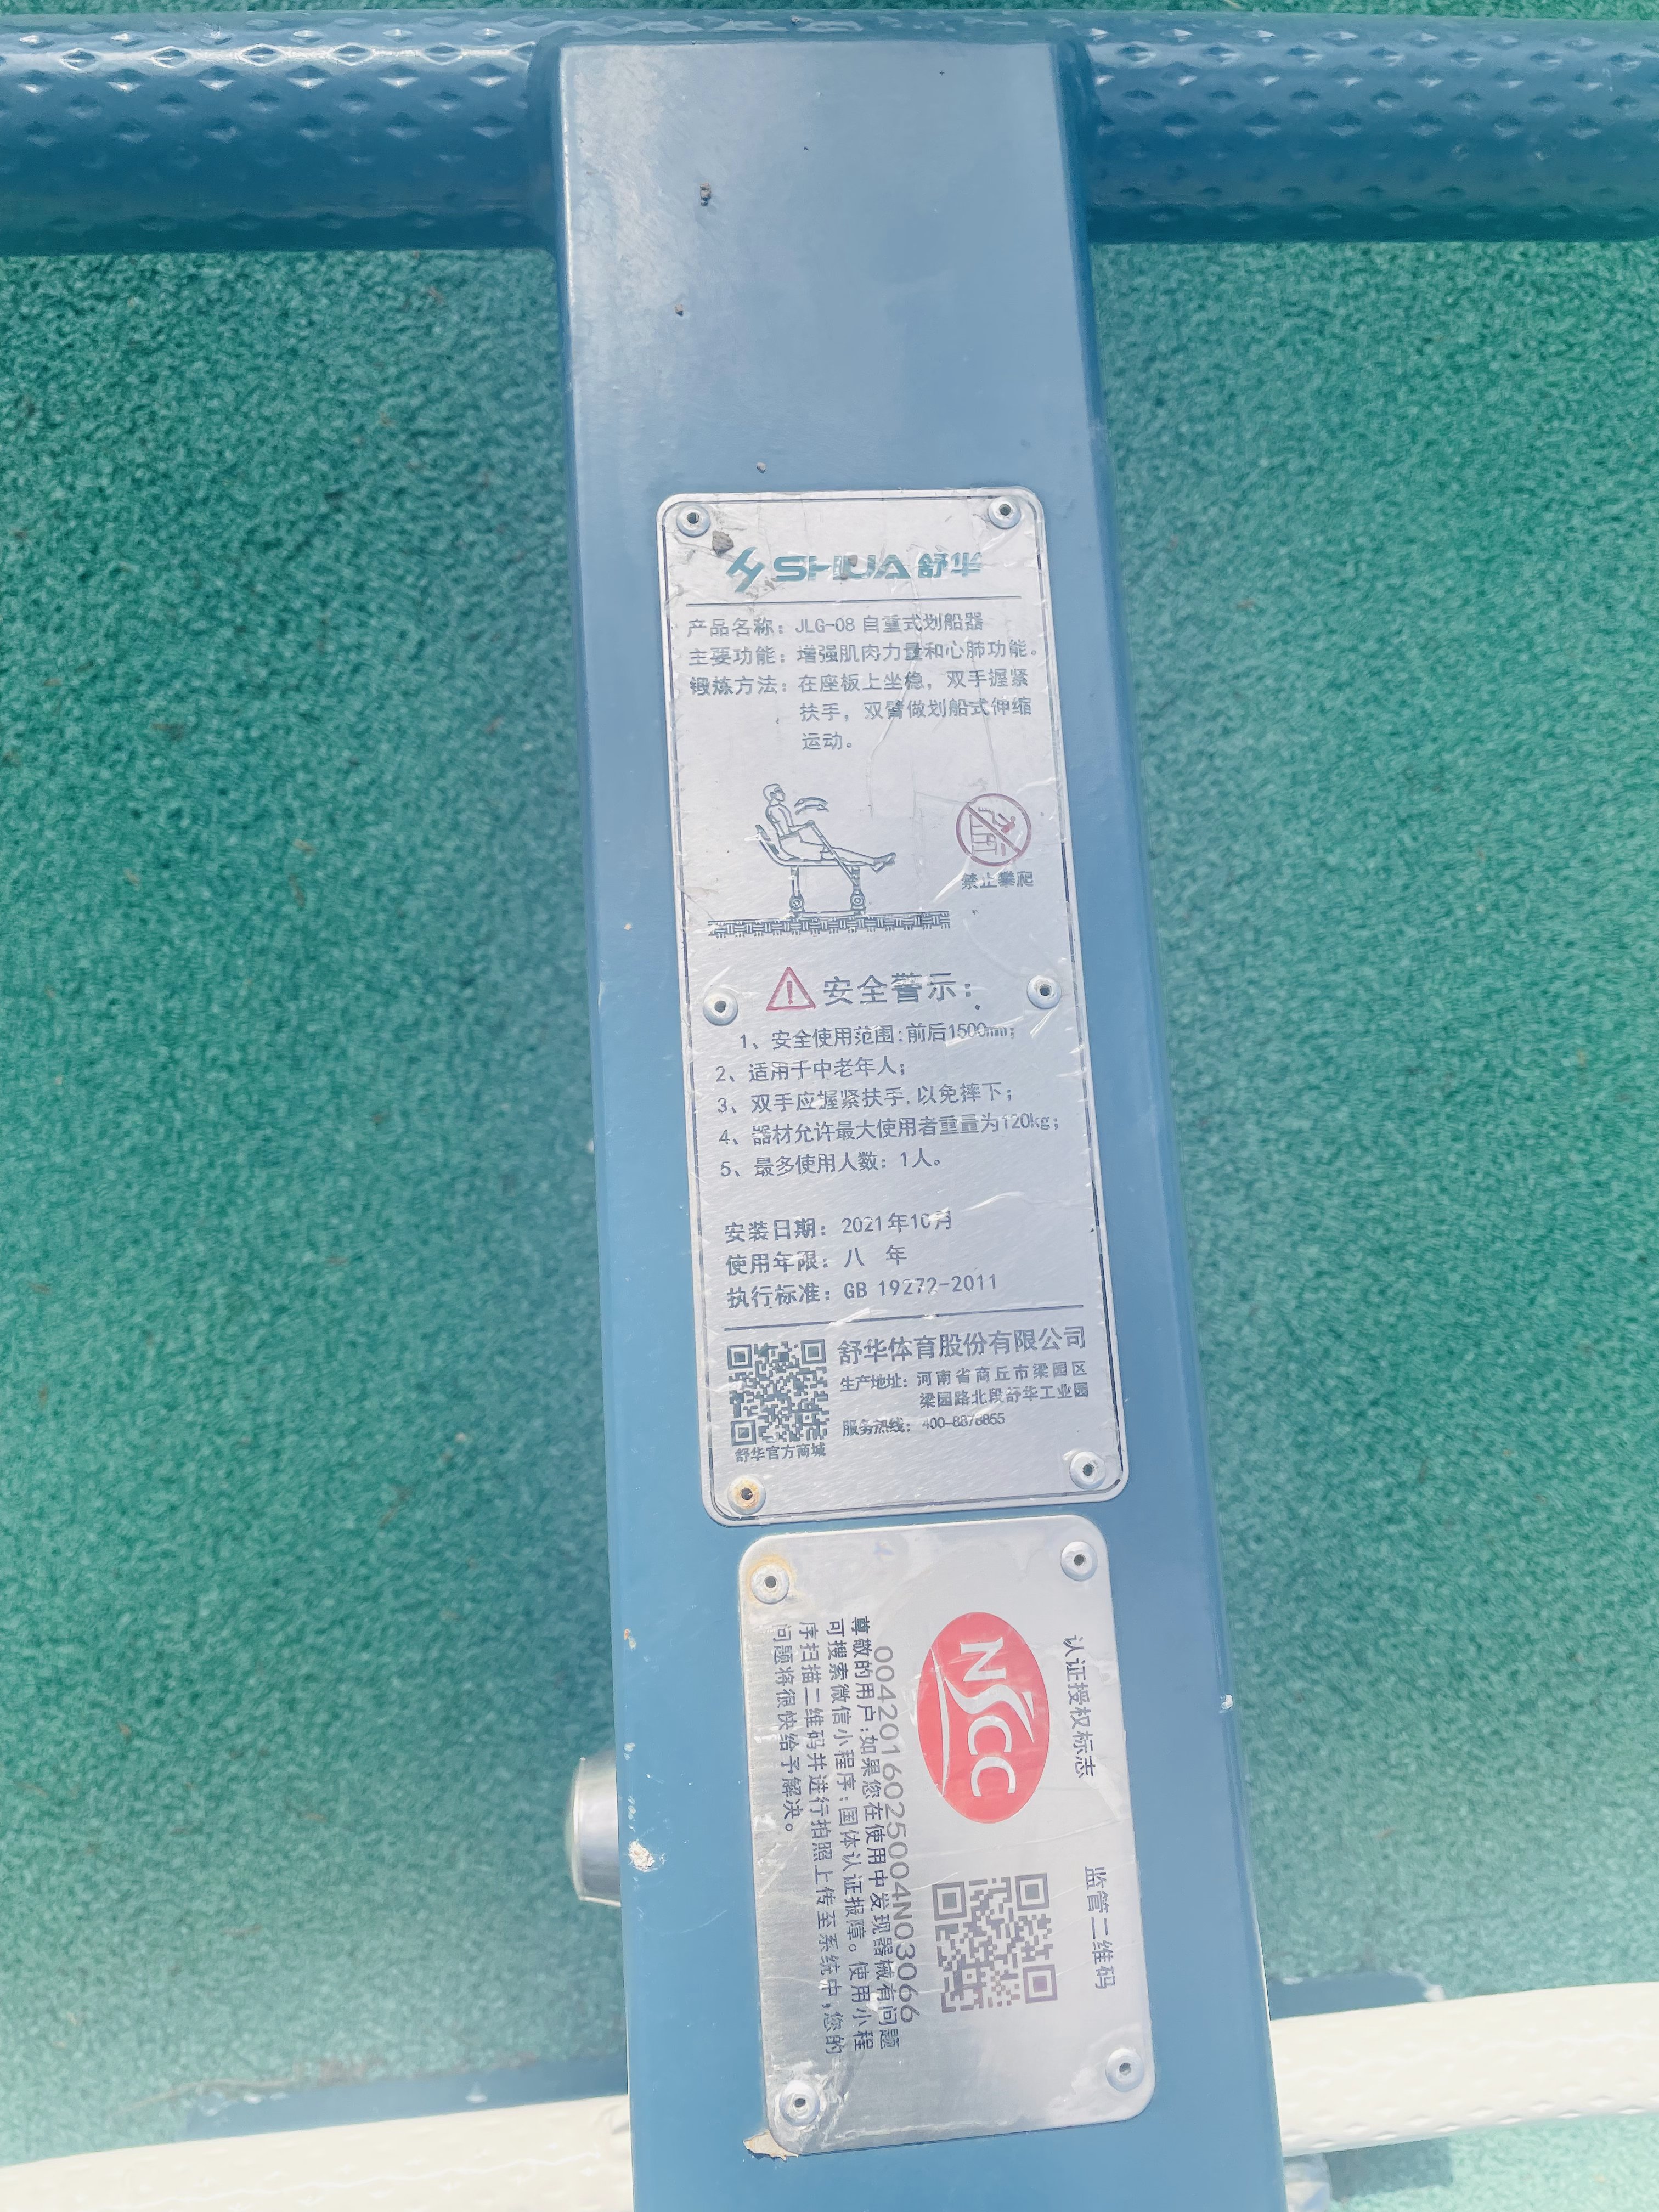 SHUA 舒华
产品名称：JLG-08 自重式划船器
主要功能：增强肌肉力量和心肺功能。
锻炼方法：在座板上坐稳，双手握紧
扶手，双臂做划船式伸缩
运动。
禁止攀爬
安全警示：
1、安全使用范围：前后1500mm；
2、适用于中老年人；
3、双手应握紧扶手,以免摔下；
4、器材允许最大使用者重量为120kg；
5、最多使用人数：1人。
安装日期：2021年10月
使用年限：八 年
执行标准：GB 19272-2011
舒华体育股份有限公司
生产地址：河南省商丘市梁园区
梁园路北段舒华工业园
服务热线：400-8878855
舒华官方商城
认证授权标志 监管二维码
NSCC
0042016025004N03066
尊敬的用户：如果您在使用中发现器械有问题
可搜索微信小程序：国体认证报障。使用小程
序扫描二维码并进行拍照上传至系统中,您的
问题将很快给予解决。